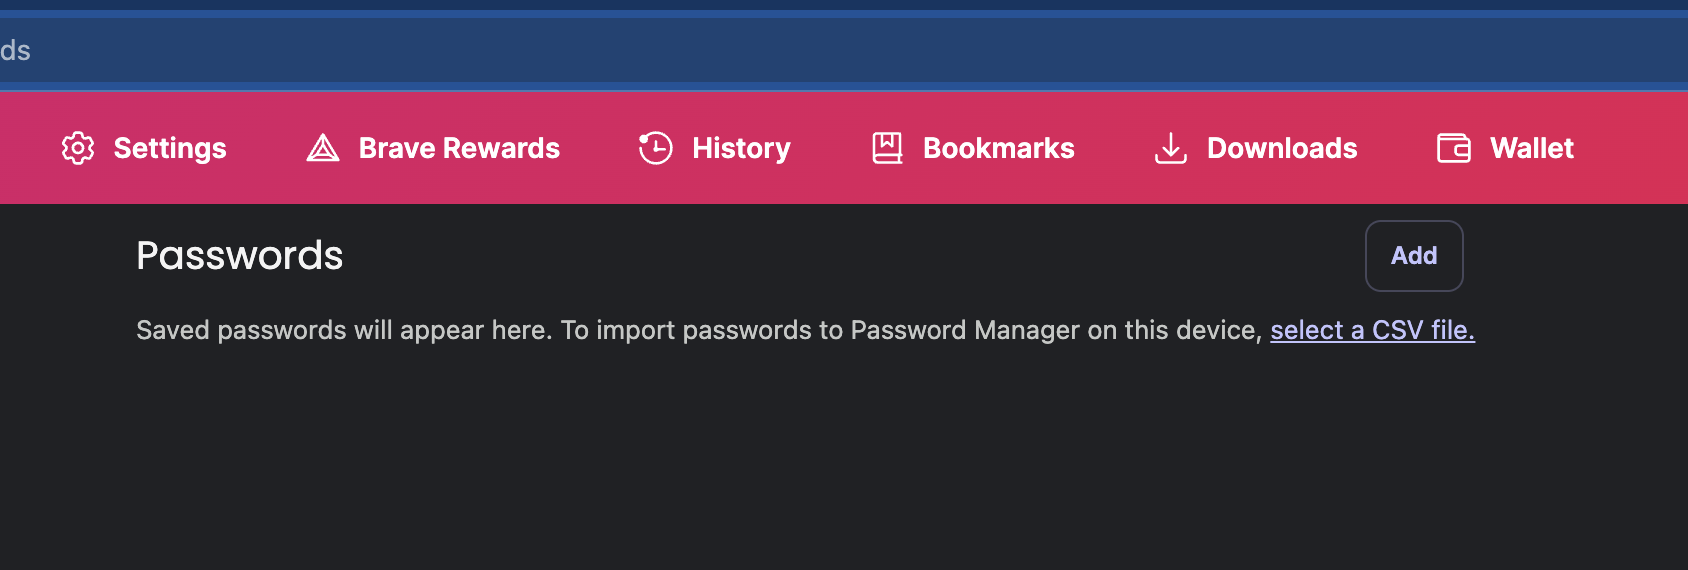 ds
Settings Brave Rewards History Bookmarks Downloads Wallet
Passwords Add
Saved passwords will appear here. To import passwords to Password Manager on this device, select a CSV file.